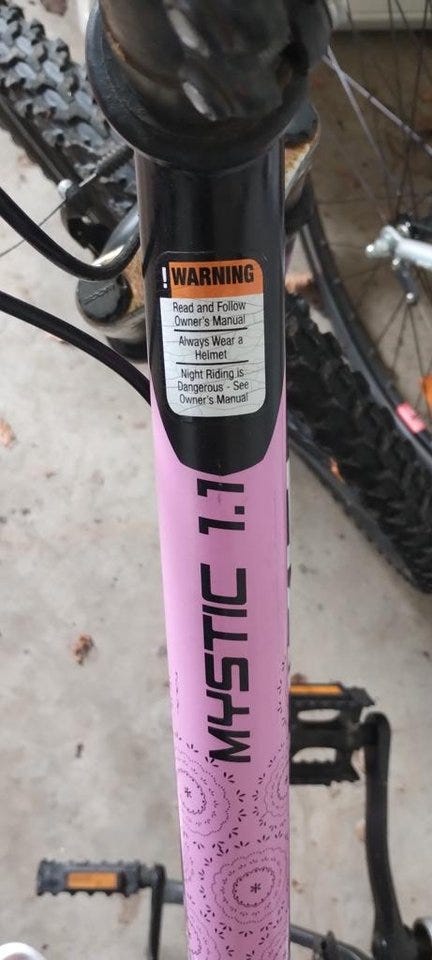 ! WARNING
Read and Follow
Owner's Manual
Always Wear a
Helmet
Night Riding is
Dangerous - See
Owner's Manual
MYSTIC 1.1